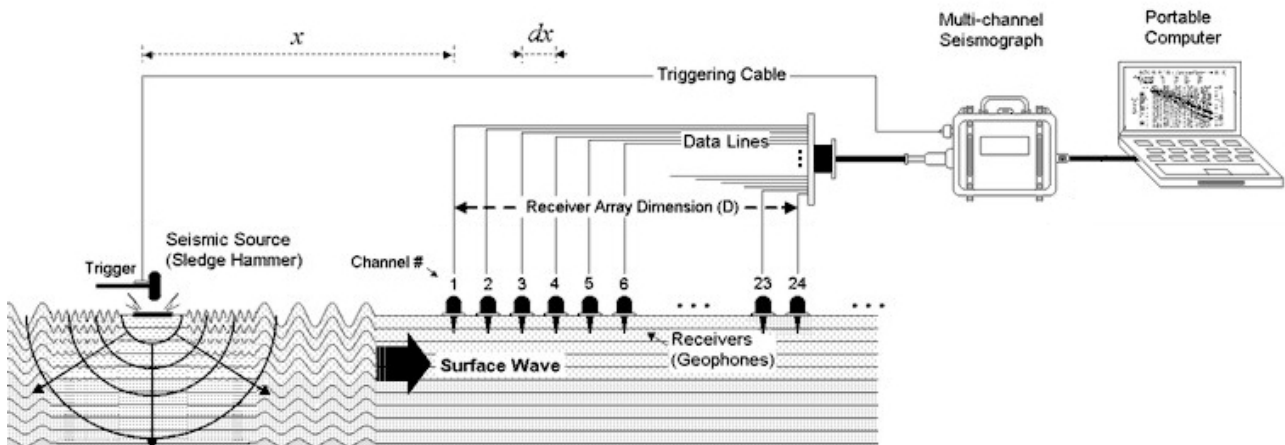 x
dx
Multi-channel
Seismograph
Portable
Computer
Triggering Cable
Data Lines
Receiver Array Dimension (D)
Seismic Source
(Sledge Hammer)
Trigger
Channel #
1 2 3 4 5 6 23 24
Receivers
(Geophones)
Surface Wave